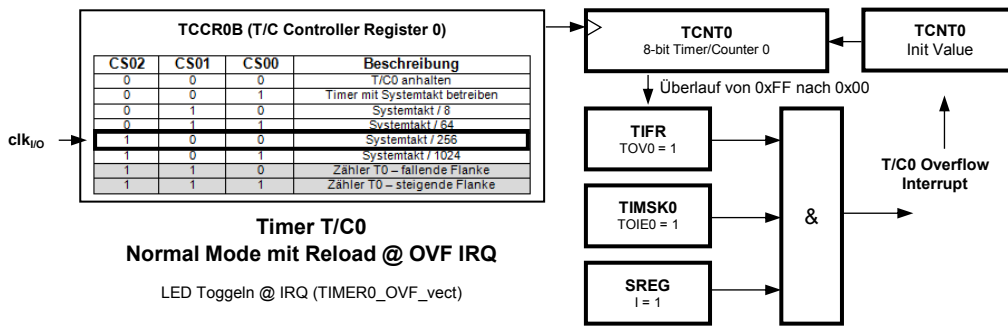 TCCR0B (T/C Controller Register 0)
CS02 CS01 CS00 Beschreibung
0 0 0 T/C0 anhalten
0 0 1 Timer mit Systemtakt betreiben
0 1 0 Systemtakt / 8
0 1 1 Systemtakt / 64
1 0 0 Systemtakt / 256
1 0 1 Systemtakt / 1024
1 1 0 Zähler T0 – fallende Flanke
1 1 1 Zähler T0 – steigende Flanke
clkI/O
Timer T/C0
Normal Mode mit Reload @ OVF IRQ
LED Toggeln @ IRQ (TIMER0_OVF_vect)
TCNT0
8-bit Timer/Counter 0
TCNT0
Init Value
Überlauf von 0xFF nach 0x00
TIFR
TOV0 = 1
TIMSK0
TOIE0 = 1
SREG
I = 1
&
T/C0 Overflow
Interrupt